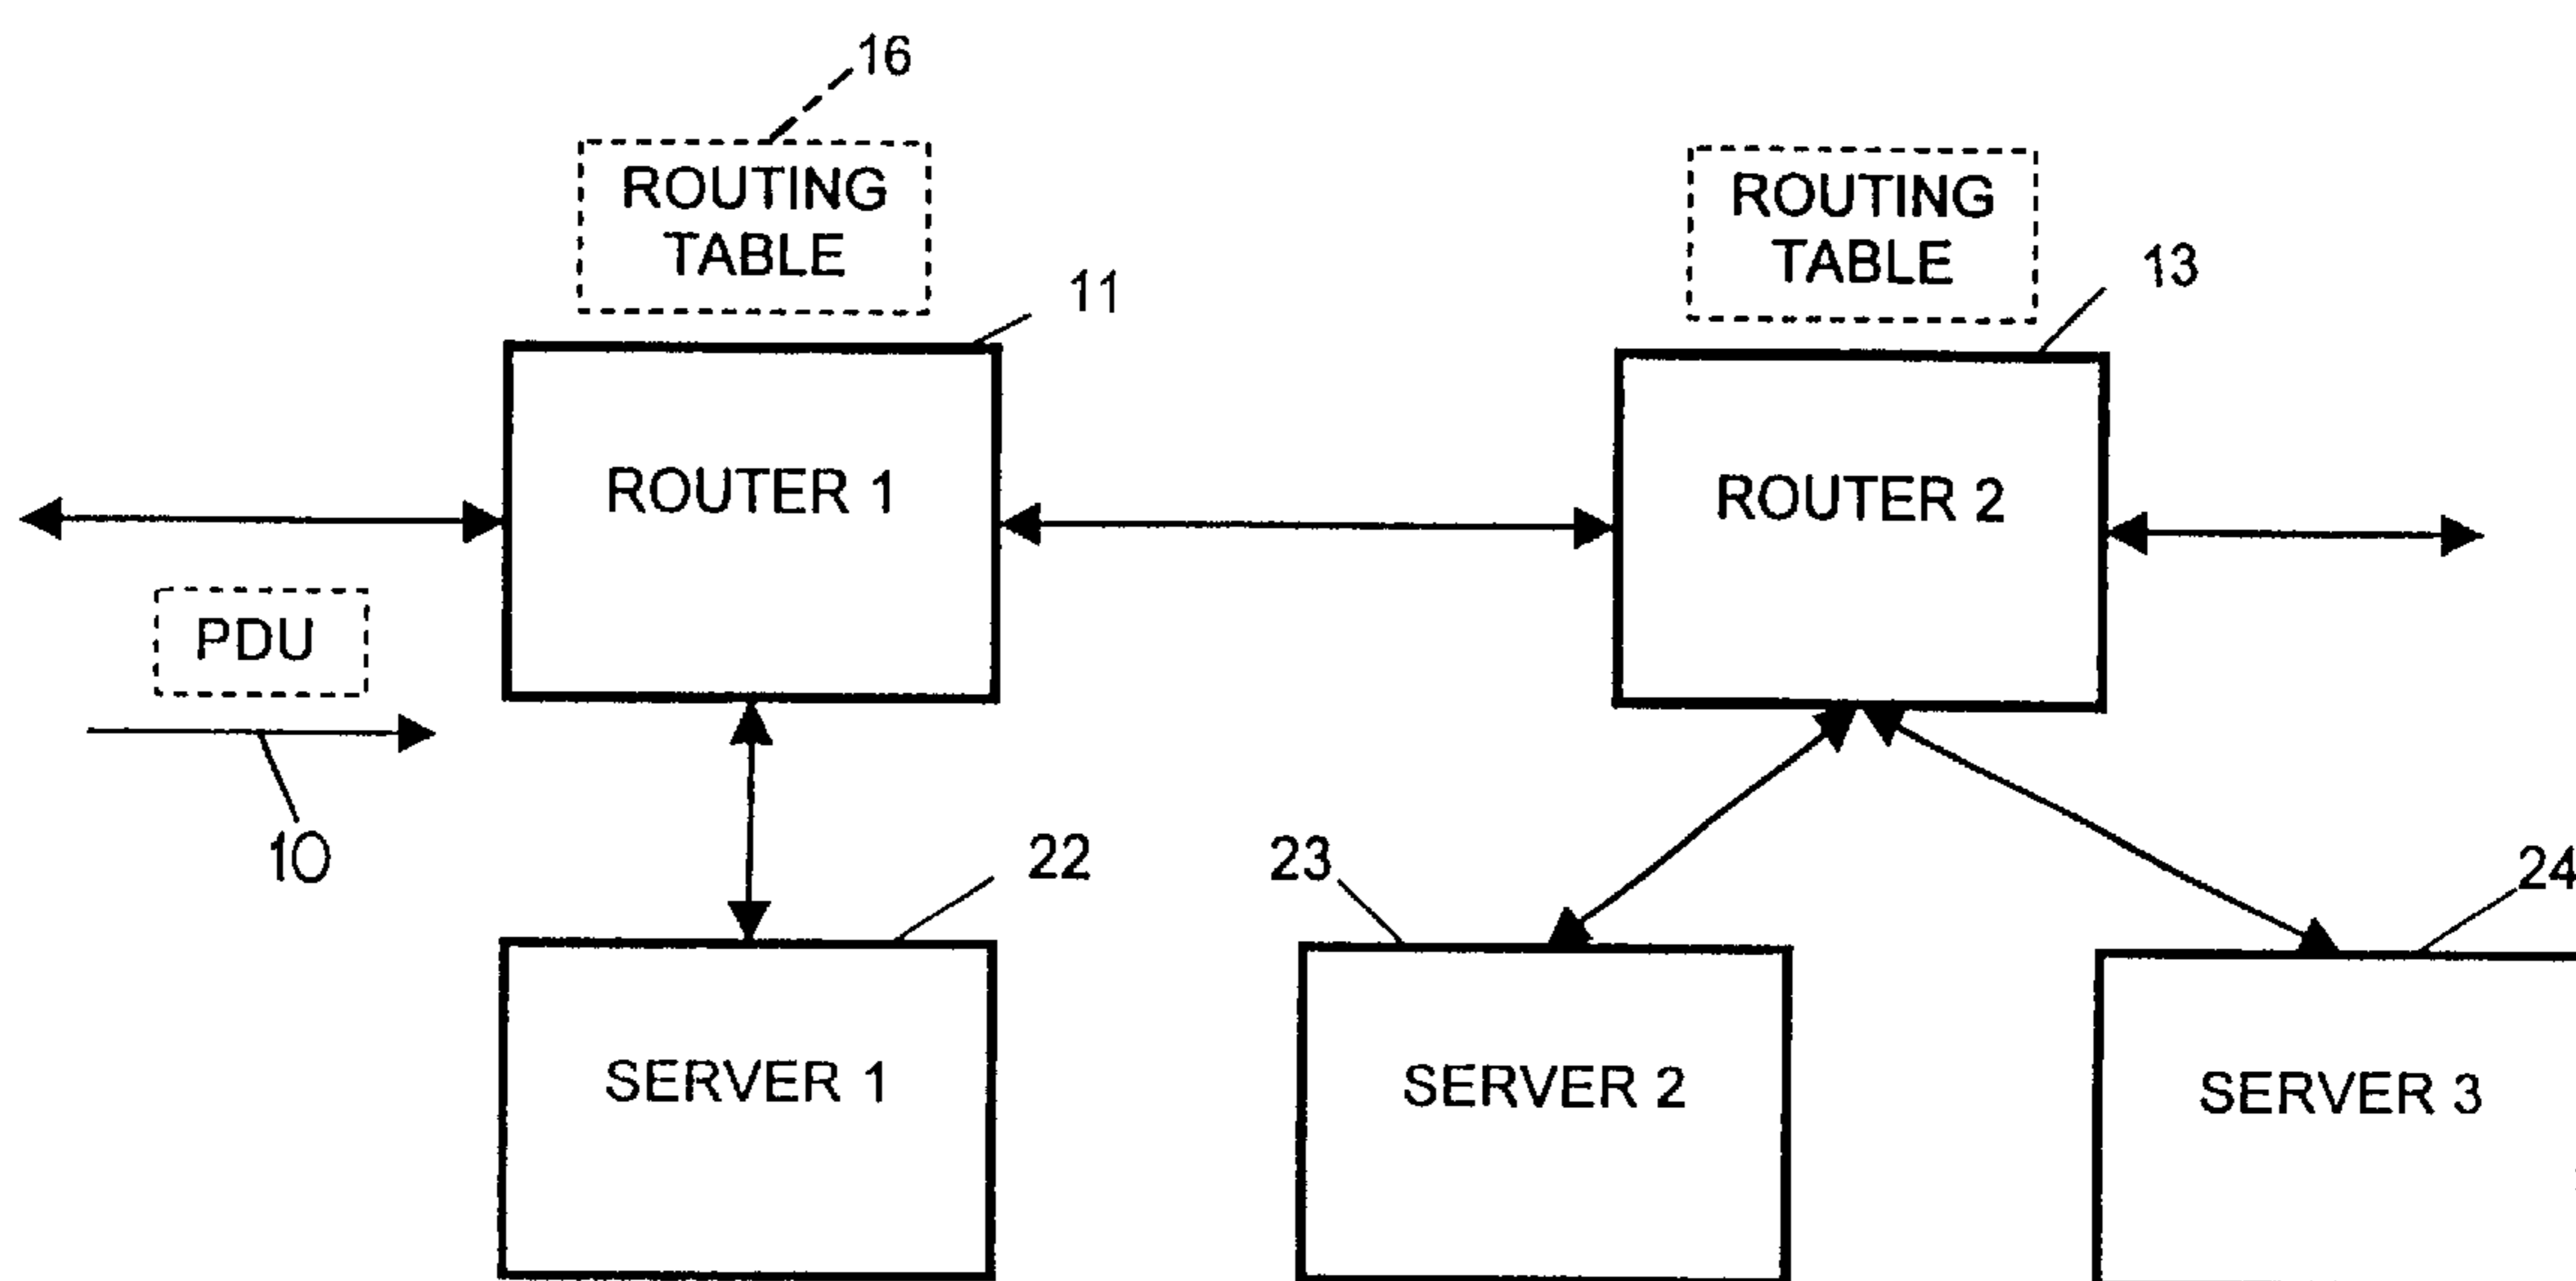 16
ROUTING
TABLE
ROUTING
TABLE
11
13
ROUTER 1
ROUTER 2
PDU
10
22
23
24
SERVER 1
SERVER 2
SERVER 3